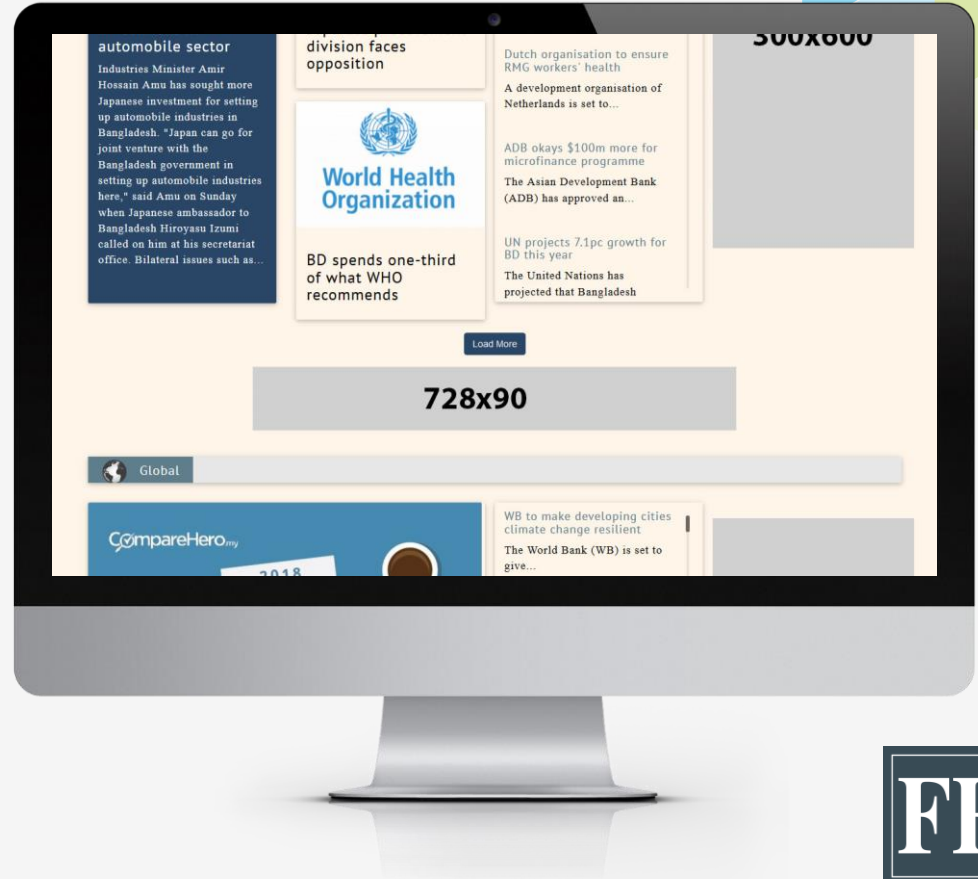 automobile sector
Industries Minister Amir
Hossain Amu has sought more
Japanese investment for setting
up automobile industries in
Bangladesh. "Japan can go for
joint venture with the
Bangladesh government in
setting up automobile industries
here," said Amu on Sunday
when Japanese ambassador to
Bangladesh Hiroyasu Izumi
called on him at his secretariat
office. Bilateral issues such as...
division faces
opposition
World Health
Organization
BD spends one-third
of what WHO
recommends
Dutch organisation to ensure
RMG workers' health
A development organisation of
Netherlands is set to...
ADB okays $100m more for
microfinance programme
The Asian Development Bank
(ADB) has approved an...
UN projects 7.1pc growth for
BD this year
The United Nations has
projected that Bangladesh
300x600
Load More
728x90
Global
CompareHero.my
2018
WB to make developing cities
climate change resilient
The World Bank (WB) is set to
give...